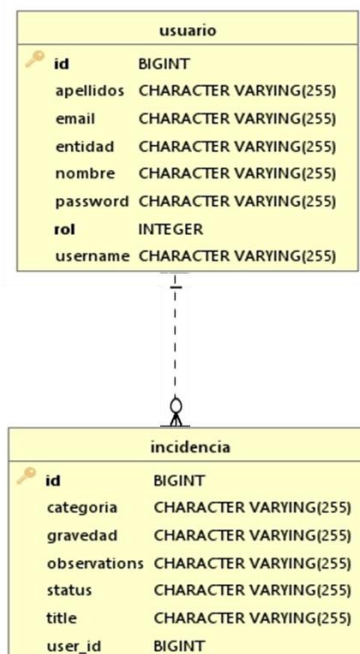 usuario
id BIGINT
apellidos CHARACTER VARYING(255)
email CHARACTER VARYING(255)
entidad CHARACTER VARYING(255)
nombre CHARACTER VARYING(255)
password CHARACTER VARYING(255)
rol INTEGER
username CHARACTER VARYING(255)
incidencia
id BIGINT
categoria CHARACTER VARYING(255)
gravedad CHARACTER VARYING(255)
observations CHARACTER VARYING(255)
status CHARACTER VARYING(255)
title CHARACTER VARYING(255)
user_id BIGINT